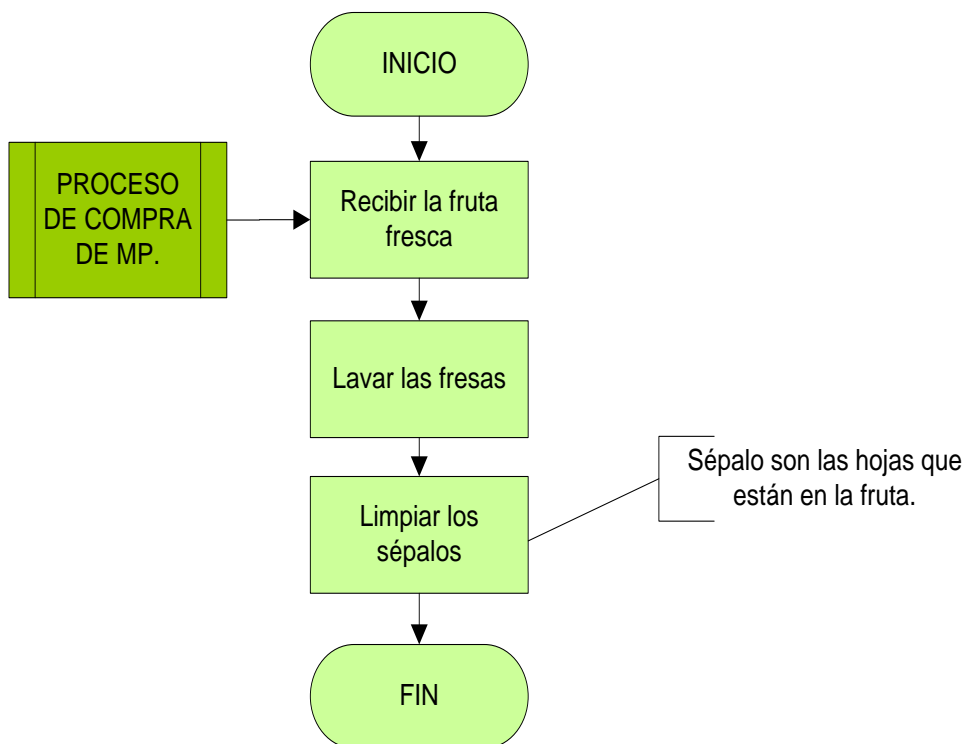 INICIO
PROCESO
DE COMPRA
DE MP.
Recibir la fruta
fresca
Lavar las fresas
Limpiar los
sépalos
Sépalo son las hojas que
están en la fruta.
FIN